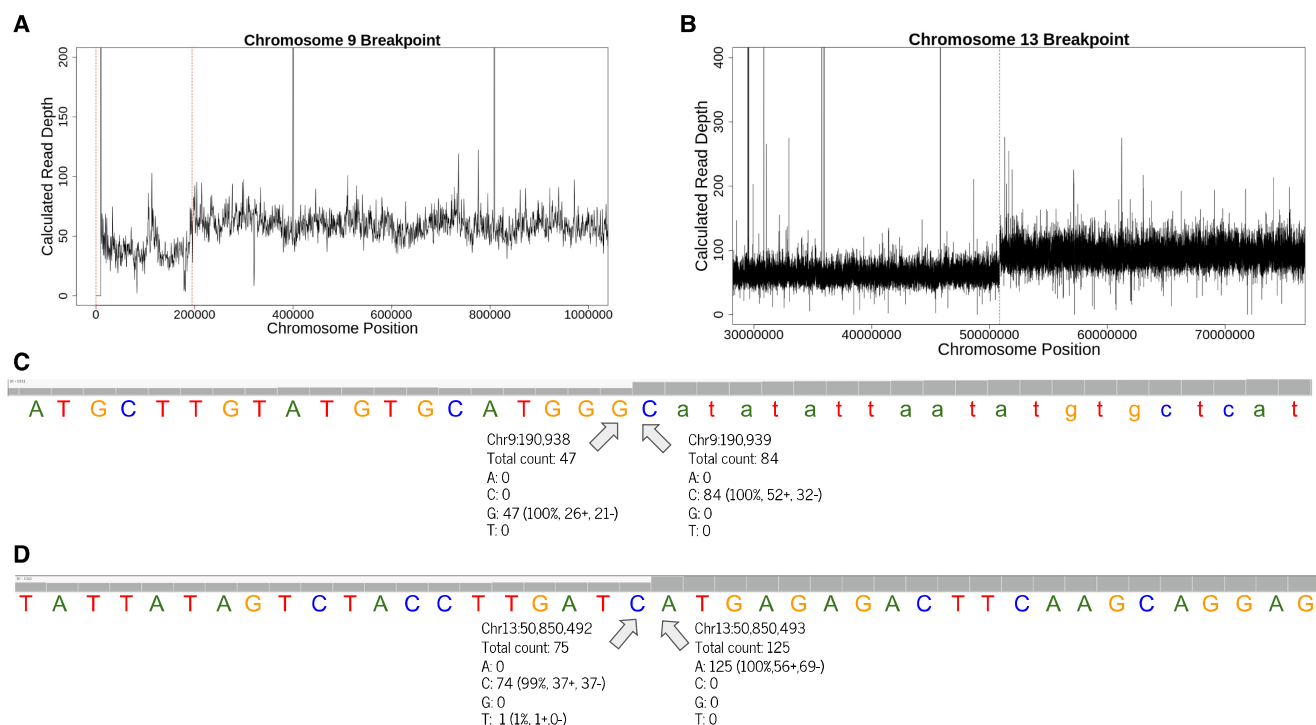 A
Chromosome 9 Breakpoint
Calculated Read Depth
200
150
100
50
0
0
200000
400000
600000
800000
1000000
Chromosome Position
B
Chromosome 13 Breakpoint
Calculated Read Depth
400
300
200
100
0
30000000
40000000
50000000
60000000
70000000
Chromosome Position
C
A T G C T T G T A T G T G C A T G G G C a t a t a t t a a t a t g t g c t c a t
Chr9:190,938
Total count: 47
A: 0
C: 0
G: 47 (100%, 26+, 21-)
T: 0
Chr9:190,939
Total count: 84
A: 0
C: 84 (100%, 52+, 32-)
G: 0
T: 0
D
T A T T A T A G T C T A C C T T G A T C A T G A G A G A C T T C A A G C A G G A G
Chr13:50,850,492
Total count: 75
A: 0
C: 74 (99%, 37+, 37-)
G: 0
T: 1 (1%, 1+,0-)
Chr13:50,850,493
Total count: 125
A: 125 (100%,56+,69-)
C: 0
G: 0
T: 0